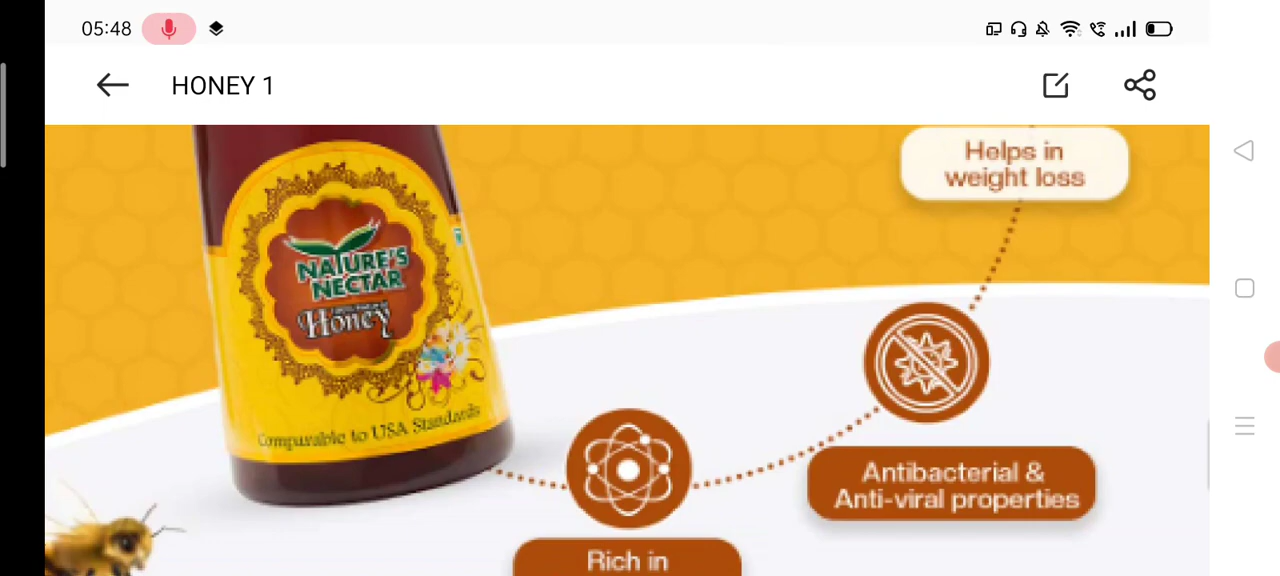 05:48
HONEY 1
Helps in
weight loss
NATURE'S
NECTAR
Honey
Comparable to USA Standards
Antibacterial &
Anti-viral properties
Rich in